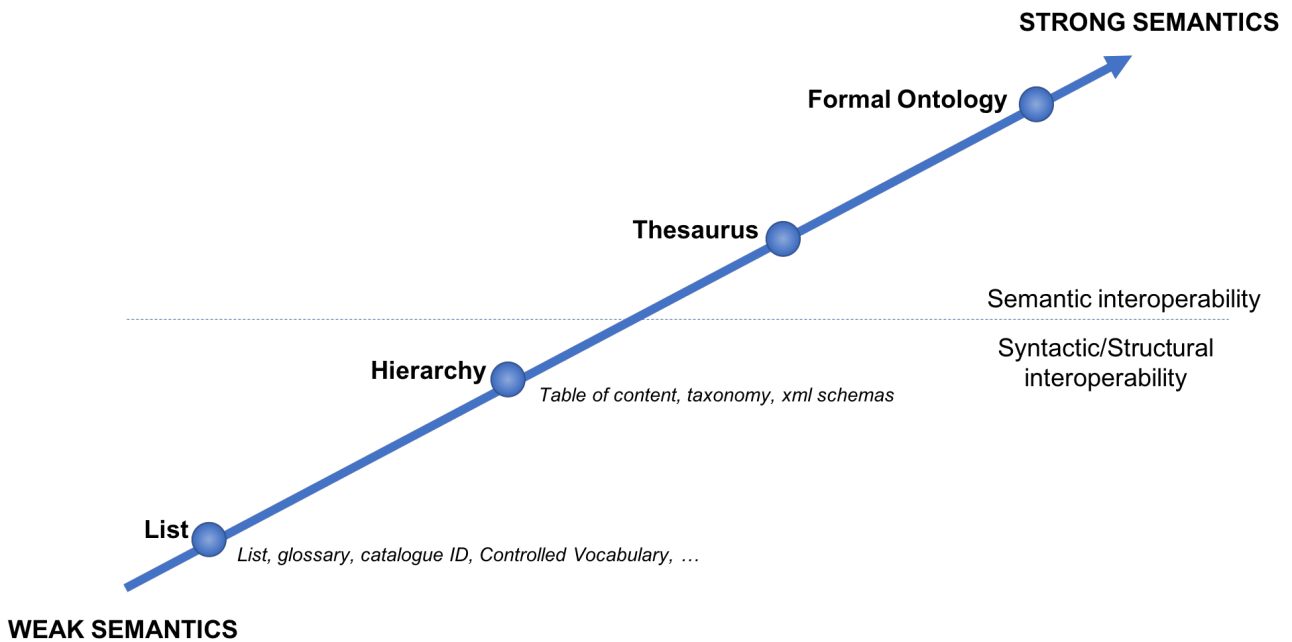 STRONG SEMANTICS
Formal Ontology
Thesaurus
Semantic interoperability
Syntactic/Structural
interoperability
Hierarchy
Table of content, taxonomy, xml schemas
List
List, glossary, catalogue ID, Controlled Vocabulary, …
WEAK SEMANTICS